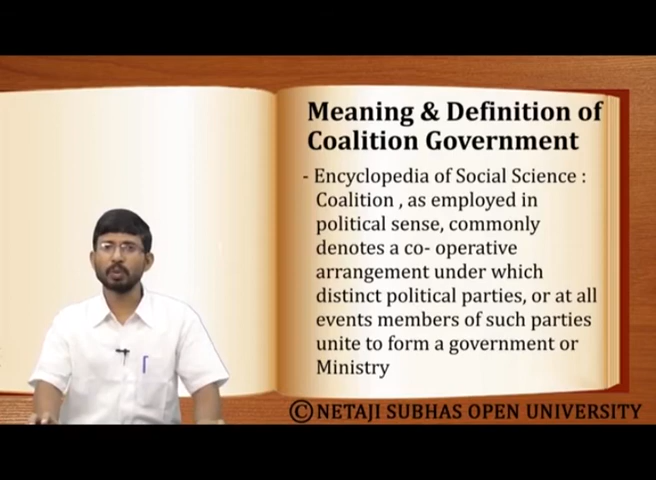 Meaning & Definition of
Coalition Government
- Encyclopedia of Social Science :
Coalition , as employed in
political sense, commonly
denotes a co- operative
arrangement under which
distinct political parties, or at all
events members of such parties
unite to form a government or
Ministry
©NETAJI SUBHAS OPEN UNIVERSITY